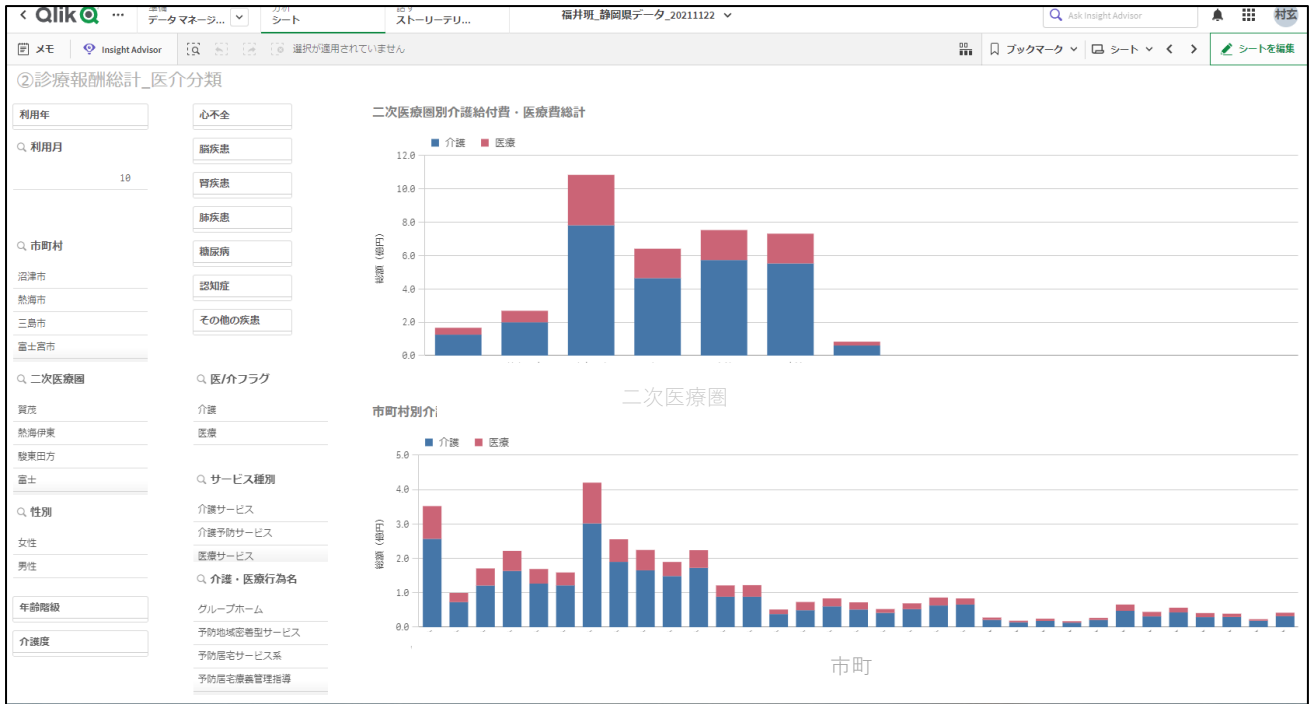 Qlik
データ マネージ...
分析
シート
ストーリーテリ...
福井班_静岡県データ_20211122
Ask Insight Advisor
村玄
メモ
Insight Advisor
選択が適用されていません
ブックマーク
シート
シートを編集
②診療報酬総計_医介分類
利用年
利用月
10
市町村
沼津市
熱海市
三島市
富士宮市
二次医療圏
賀茂
熱海伊東
駿東田方
富士
性別
女性
男性
年齢階級
介護度
心不全
脳疾患
腎疾患
肺疾患
糖尿病
認知症
その他の疾患
医/介フラグ
介護
医療
サービス種別
介護サービス
介護予防サービス
医療サービス
介護・医療行為名
グループホーム
予防地域密着型サービス
予防居宅サービス系
予防居宅療養管理指導
二次医療圏別介護給付費・医療費総計
介護 医療
総額（億円）
12.0
10.0
8.0
6.0
4.0
2.0
0.0
二次医療圏
市町村別介
介護 医療
総額（億円）
5.0
4.0
3.0
2.0
1.0
0.0
市町